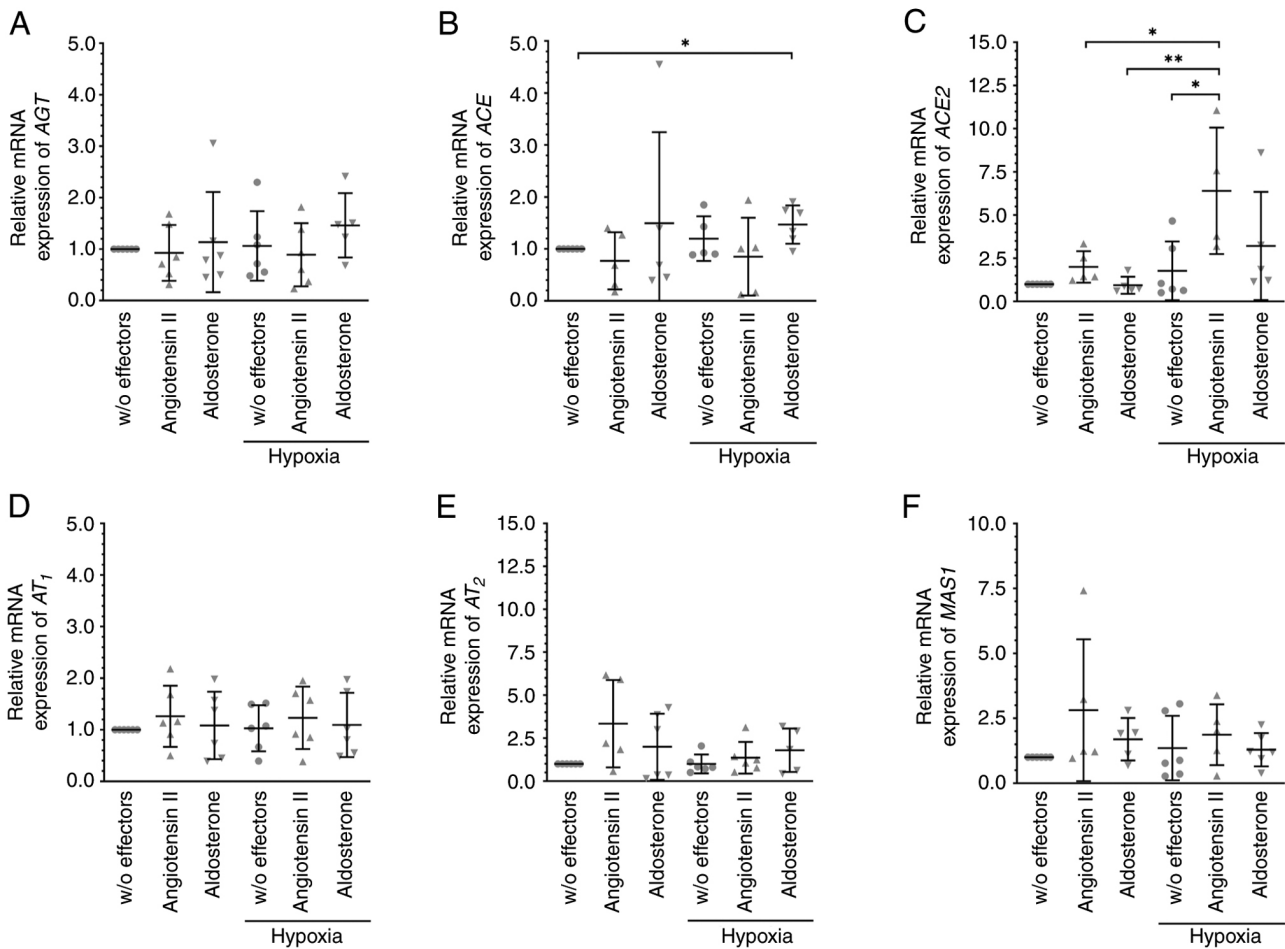 A
Relative mRNA
expression of AGT
5.0
4.0
3.0
2.0
1.0
0.0
w/o effectors
Angiotensin II
Aldosterone
w/o effectors
Angiotensin II
Aldosterone
Hypoxia
B
Relative mRNA
expression of ACE
5.0
4.0
3.0
2.0
1.0
0.0
*
w/o effectors
Angiotensin II
Aldosterone
w/o effectors
Angiotensin II
Aldosterone
Hypoxia
C
Relative mRNA
expression of ACE2
15.0
12.5
10.0
7.5
5.0
2.5
0.0
*
**
*
w/o effectors
Angiotensin II
Aldosterone
w/o effectors
Angiotensin II
Aldosterone
Hypoxia
D
Relative mRNA
expression of AT1
5.0
4.0
3.0
2.0
1.0
0.0
w/o effectors
Angiotensin II
Aldosterone
w/o effectors
Angiotensin II
Aldosterone
Hypoxia
E
Relative mRNA
expression of AT2
15.0
12.5
10.0
7.5
5.0
2.5
0.0
w/o effectors
Angiotensin II
Aldosterone
w/o effectors
Angiotensin II
Aldosterone
Hypoxia
F
Relative mRNA
expression of MAS1
10.0
7.5
5.0
2.5
0.0
w/o effectors
Angiotensin II
Aldosterone
w/o effectors
Angiotensin II
Aldosterone
Hypoxia